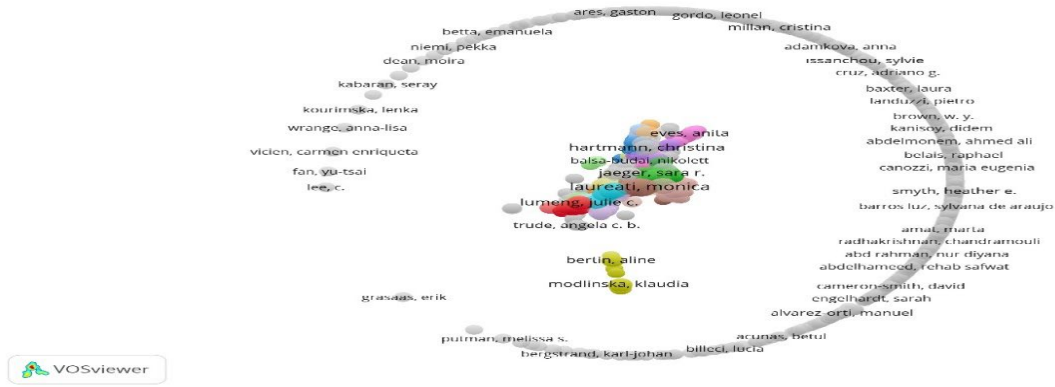 ares, gaston
gordo, leonel
millan, cristina
betta, emanuela
niemi, pekka
adamkova, anna
dean, moira
issanchou, sylvie
cruz, adriano g.
kabaran, seray
baxter, laura
landuzzi, pietro
kourimska, lenka
brown, w. y.
wrange, anna-lisa
kanisoy, didem
eves, anita
abdelmonem, ahmed ali
hartmann, christina
vicien, carmen enriqueta
belais, raphael
balsa-budai, nikolett
canozzi, maria eugenia
fan, yu-tsai
jaeger, sara r.
lee, c.
laureati, monica
smyth, heather e.
lumeng, julie c.
barros luz, sylvana de araujo
trude, angela c. b.
amat, marta
radhakrishnan, chandramouli
abd rahman, nur diyana
bertin, aline
abdelhameed, rehab safwat
modlinska, klaudia
cameron-smith, david
grasaas, erik
engelhardt, sarah
alvarez-orti, manuel
putman, melissa s.
acunas, betul
billeci, lucia
bergstrand, karl-johan
VOSviewer